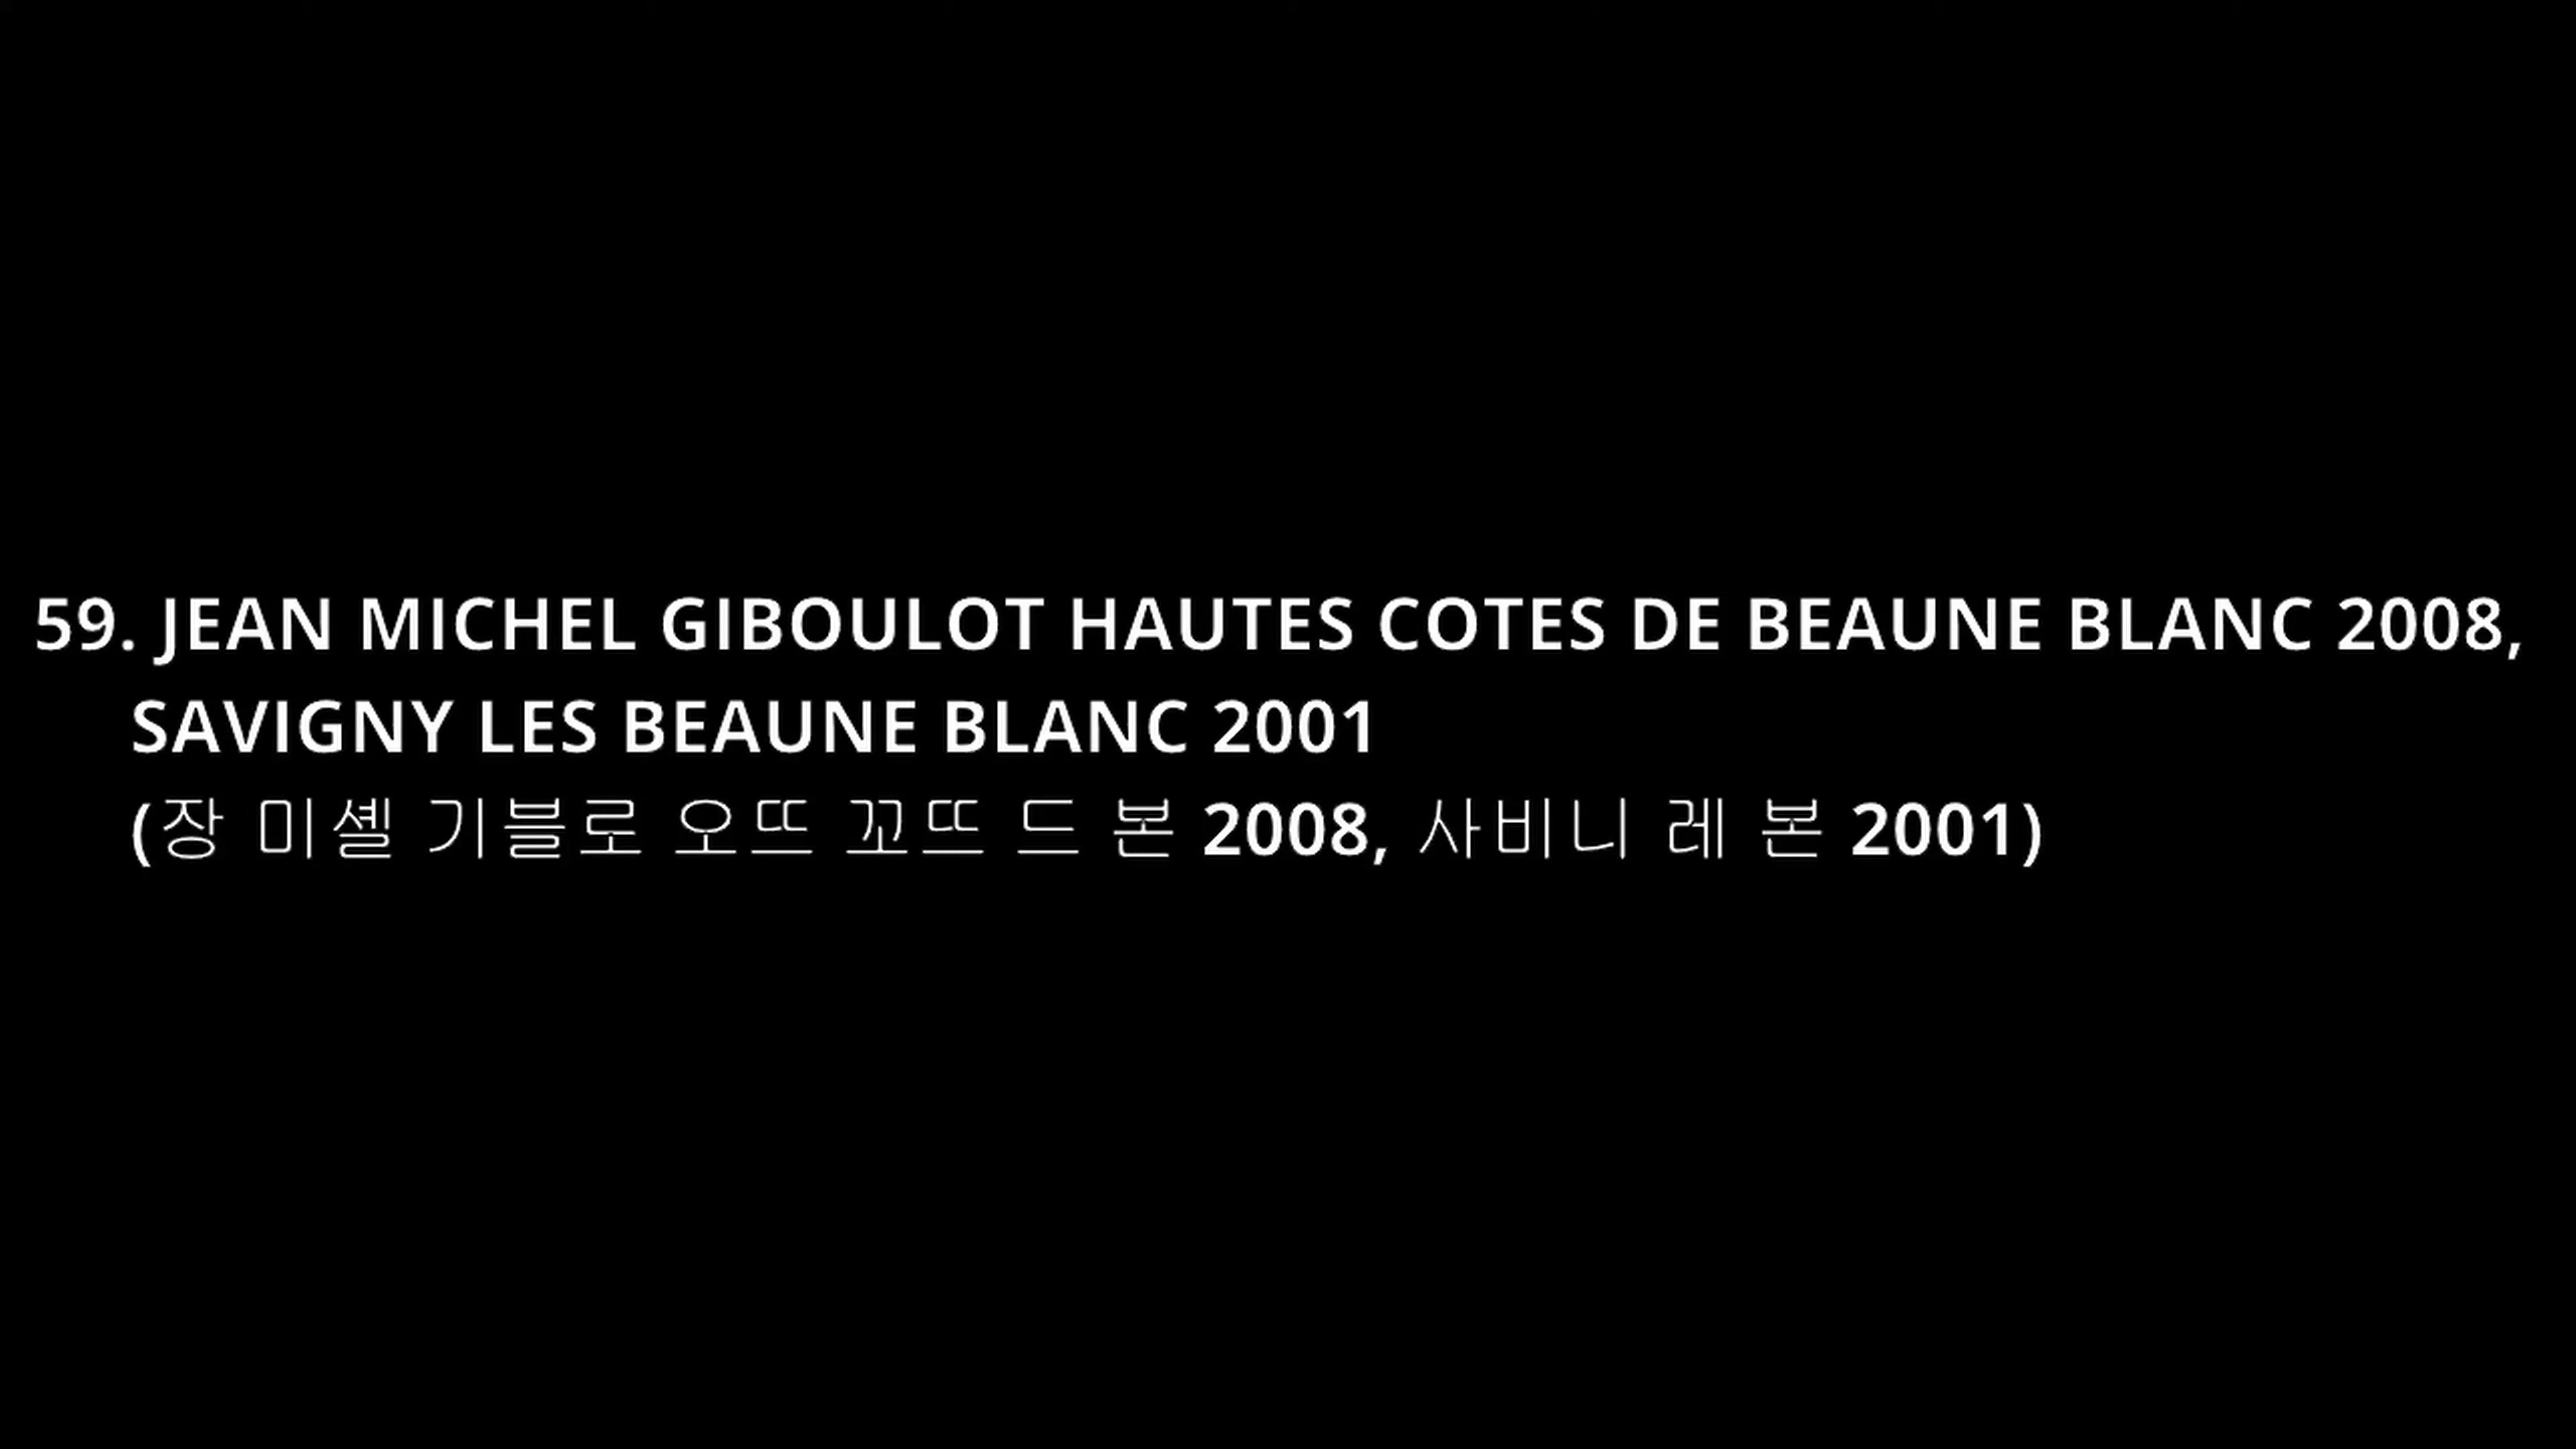 59. JEAN MICHEL GIBOULOT HAUTES COTES DE BEAUNE BLANC 2008,
SAVIGNY LES BEAUNE BLANC 2001
(장 미셸 기블로 오뜨 꼬뜨 드 본 2008, 사비니 레 본 2001)